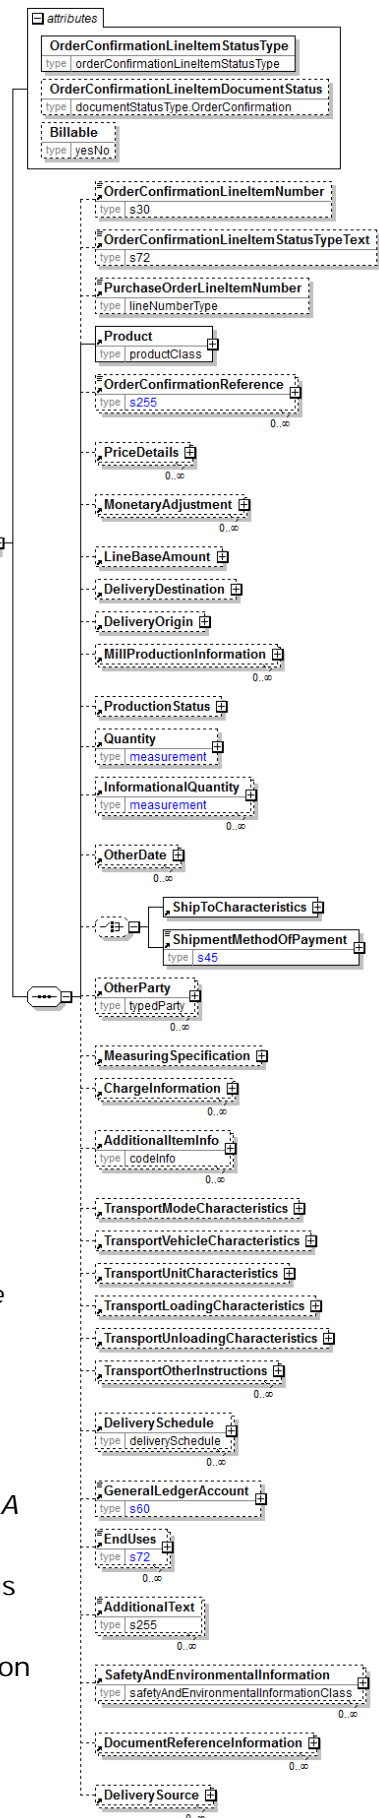 attributes
OrderConfirmationLineItemStatusType
type orderConfirmationLineItemStatusType
OrderConfirmationLineItemDocumentStatus
type documentStatusType.OrderConfirmation
Billable
type yesNo
OrderConfirmationLineItemNumber
type s30
OrderConfirmationLineItemStatusTypeText
type s72
PurchaseOrderLineItemNumber
type lineNumberType
Product
type productClass
OrderConfirmationReference
type s255
0..∞
PriceDetails
0..∞
MonetaryAdjustment
0..∞
LineBaseAmount
DeliveryDestination
DeliveryOrigin
MillProductionInformation
0..∞
ProductionStatus
Quantity
type measurement
InformationalQuantity
type measurement
0..∞
OtherDate
0..∞
ShipToCharacteristics
ShipmentMethodOfPayment
type s45
OtherParty
type typedParty
0..∞
MeasuringSpecification
ChargeInformation
0..∞
AdditionalItemInfo
type codeInfo
0..∞
TransportModeCharacteristics
TransportVehicleCharacteristics
TransportUnitCharacteristics
e
TransportLoadingCharacteristics
TransportUnloadingCharacteristics
TransportOtherInstructions
0..∞
DeliverySchedule
type deliverySchedule
0..∞
GeneralLedgerAccount
type s60
A
EndUses
type s72
0..∞
s
AdditionalText
type s255
0..∞
on
SafetyAndEnvironmentalInformation
type safetyAndEnvironmentalInformationClass
0..∞
DocumentReferenceInformation
0..∞
DeliverySource
0..∞